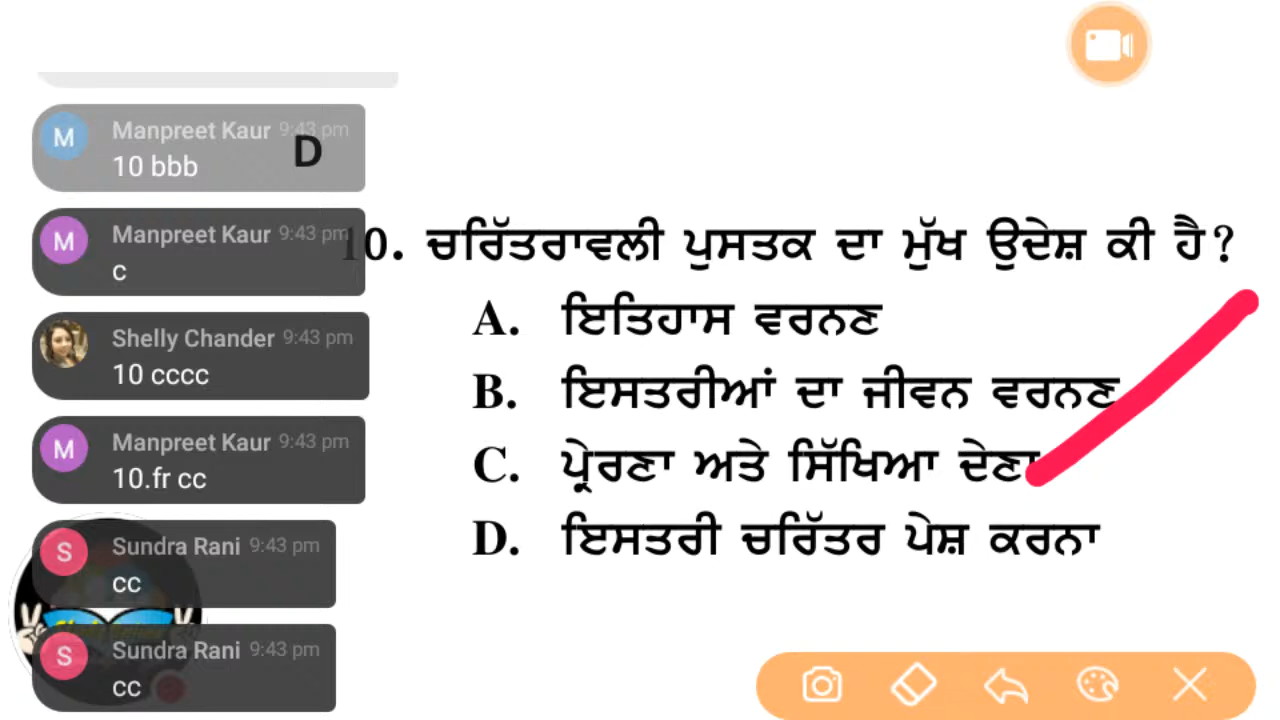 M Manpreet Kaur 9:43 pm
10 bbb
D
M Manpreet Kaur 9:43 pm
c
Shelly Chander 9:43 pm
10 cccc
M Manpreet Kaur 9:43 pm
10.fr cc
S Sundra Rani 9:43 pm
cc
S Sundra Rani 9:43 pm
cc
10. ਚਰਿੱਤਰਾਵਲੀ ਪੁਸਤਕ ਦਾ ਮੁੱਖ ਉਦੇਸ਼ ਕੀ ਹੈ?
A. ਇਤਿਹਾਸ ਵਰਨਣ
B. ਇਸਤਰੀਆਂ ਦਾ ਜੀਵਨ ਵਰਨਣ
C. ਪ੍ਰੇਰਣਾ ਅਤੇ ਸਿੱਖਿਆ ਦੇਣਾ
D. ਇਸਤਰੀ ਚਰਿੱਤਰ ਪੇਸ਼ ਕਰਨਾ